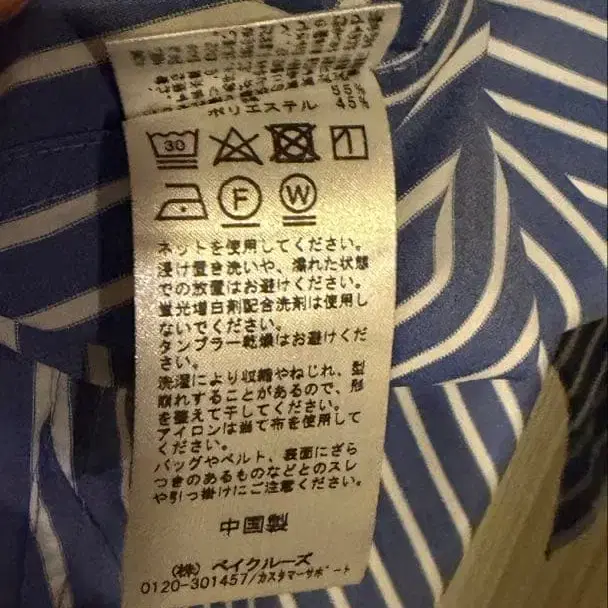 55%
ポリエステル 45%
30
F W
ネットを使用してください。
浸け置き洗いや、濡れた状態
での放置はお避けください。
蛍光増白剤配合洗剤は使用し
ないでください。
タンブラー乾燥はお避けくだ
さい。
洗濯により収縮やねじれ、型
崩れすることがあるので、形
を整えて干してください。
アイロンは当て布を使用して
ください。
バッグやベルト、表面にざら
つきのあるものなどとのスレ
や引っ掛けにご注意ください。
中国製
(株) ベイクルーズ
0120-301457/カスタマーサポート